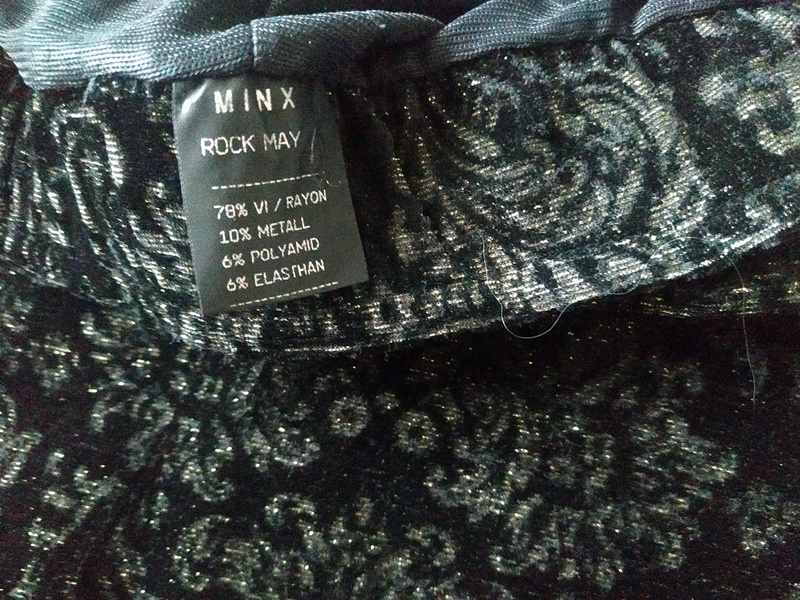 MINX
ROCK MAY
78% VI / RAYON
10% METALL
6% POLYAMID
6% ELASTHAN